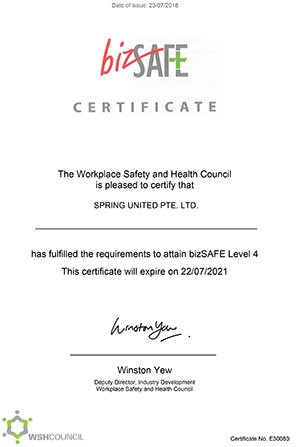 Date of issue: 23/07/2018
bizSAFE
CERTIFICATE
The Workplace Safety and Health Council
is pleased to certify that
SPRING UNITED PTE. LTD.
has fulfilled the requirements to attain bizSAFE Level 4
This certificate will expire on 22/07/2021
Winston Yew
Winston Yew
Deputy Director, Industry Development
Workplace Safety and Health Council
WSHCOUNCIL
Certificate No. E30083